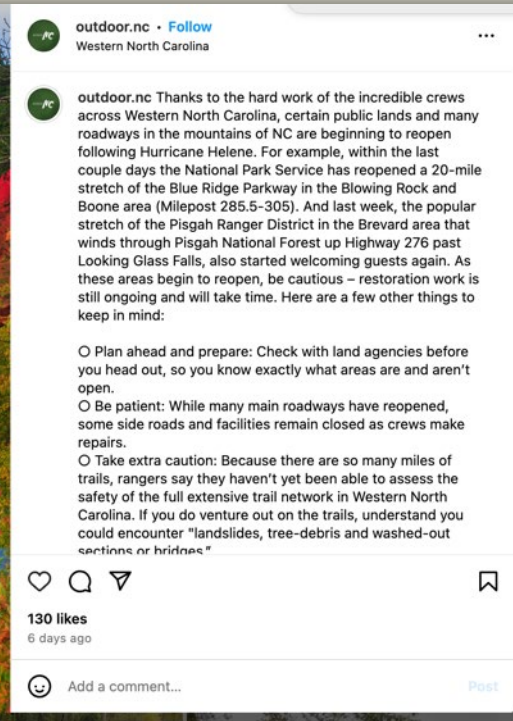 outdoor.nc • Follow
Western North Carolina
...
outdoor.nc Thanks to the hard work of the incredible crews
across Western North Carolina, certain public lands and many
roadways in the mountains of NC are beginning to reopen
following Hurricane Helene. For example, within the last
couple days the National Park Service has reopened a 20-mile
stretch of the Blue Ridge Parkway in the Blowing Rock and
Boone area (Milepost 285.5-305). And last week, the popular
stretch of the Pisgah Ranger District in the Brevard area that
winds through Pisgah National Forest up Highway 276 past
Looking Glass Falls, also started welcoming guests again. As
these areas begin to reopen, be cautious – restoration work is
still ongoing and will take time. Here are a few other things to
keep in mind:
O Plan ahead and prepare: Check with land agencies before
you head out, so you know exactly what areas are and aren't
open.
O Be patient: While many main roadways have reopened,
some side roads and facilities remain closed as crews make
repairs.
O Take extra caution: Because there are so many miles of
trails, rangers say they haven't yet been able to assess the
safety of the full extensive trail network in Western North
Carolina. If you do venture out on the trails, understand you
could encounter "landslides, tree-debris and washed-out
sections or bridges."
130 likes
6 days ago
Add a comment...
Post